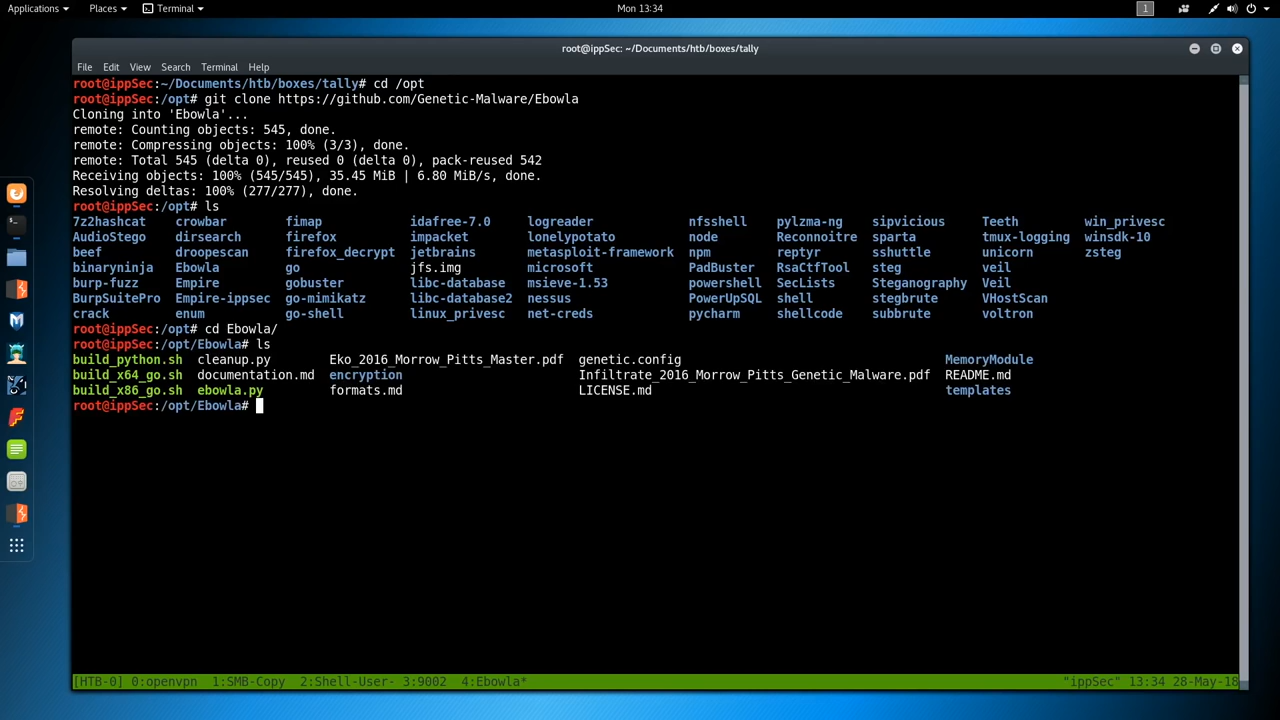 Applications Places Terminal Mon 13:34 1
root@ippSec: ~/Documents/htb/boxes/tally
File Edit View Search Terminal Help
root@ippSec:~/Documents/htb/boxes/tally# cd /opt
root@ippSec:/opt# git clone https://github.com/Genetic-Malware/Ebowla
Cloning into 'Ebowla'...
remote: Counting objects: 545, done.
remote: Compressing objects: 100% (3/3), done.
remote: Total 545 (delta 0), reused 0 (delta 0), pack-reused 542
Receiving objects: 100% (545/545), 35.45 MiB | 6.80 MiB/s, done.
Resolving deltas: 100% (277/277), done.
root@ippSec:/opt# ls
7z2hashcat crowbar fimap idafree-7.0 logreader nfsshell pylzma-ng sipvicious Teeth win_privesc
AudioStego dirsearch firefox impacket lonelypotato node Reconnoitre sparta tmux-logging winsdk-10
beef droopescan firefox_decrypt jetbrains metasploit-framework npm reptyr sshuttle unicorn zsteg
binaryninja Ebowla go jfs.img microsoft PadBuster RsaCtfTool steg veil
burp-fuzz Empire gobuster libc-database msieve-1.53 powershell SecLists Steganography Veil
BurpSuitePro Empire-ippsec go-mimikatz libc-database2 nessus PowerUpSQL shell stegbrute VHostScan
crack enum go-shell linux_privesc net-creds pycharm shellcode subbrute voltron
root@ippSec:/opt# cd Ebowla/
root@ippSec:/opt/Ebowla# ls
build_python.sh cleanup.py Eko_2016_Morrow_Pitts_Master.pdf genetic.config MemoryModule
build_x64_go.sh documentation.md encryption Infiltrate_2016_Morrow_Pitts_Genetic_Malware.pdf README.md
build_x86_go.sh ebowla.py formats.md LICENSE.md templates
root@ippSec:/opt/Ebowla#
[HTB-0] 0:openvpn 1:SMB-Copy 2:Shell-User- 3:9002 4:Ebowla* "ippSec" 13:34 28-May-18